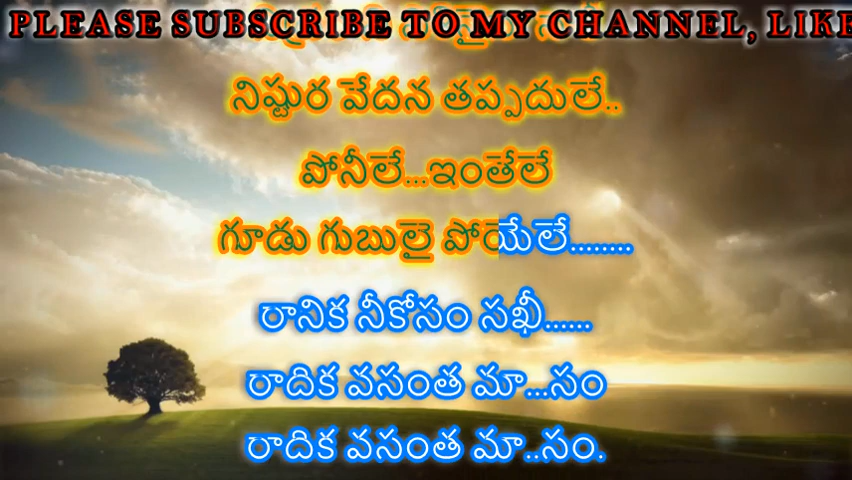 PLEASE SUBSCRIBE TO MY CHANNEL, LIKE
నిష్టుర వేదన తప్పదులే..
పోనీలే...ఇంతేలే
గూడు గుబులై పోయేలే........
రానిక నీకోసం సఖీ......
రాదిక వసంత మా...సం
రాదిక వసంత మా..సం.